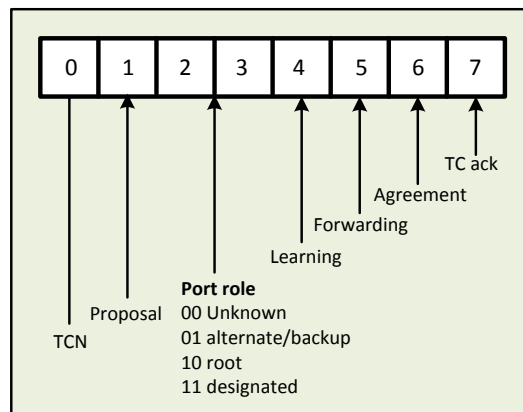 0 1 2 3 4 5 6 7
TC ack
Agreement
Forwarding
Learning
Port role
00 Unknown
01 alternate/backup
10 root
11 designated
Proposal
TCN